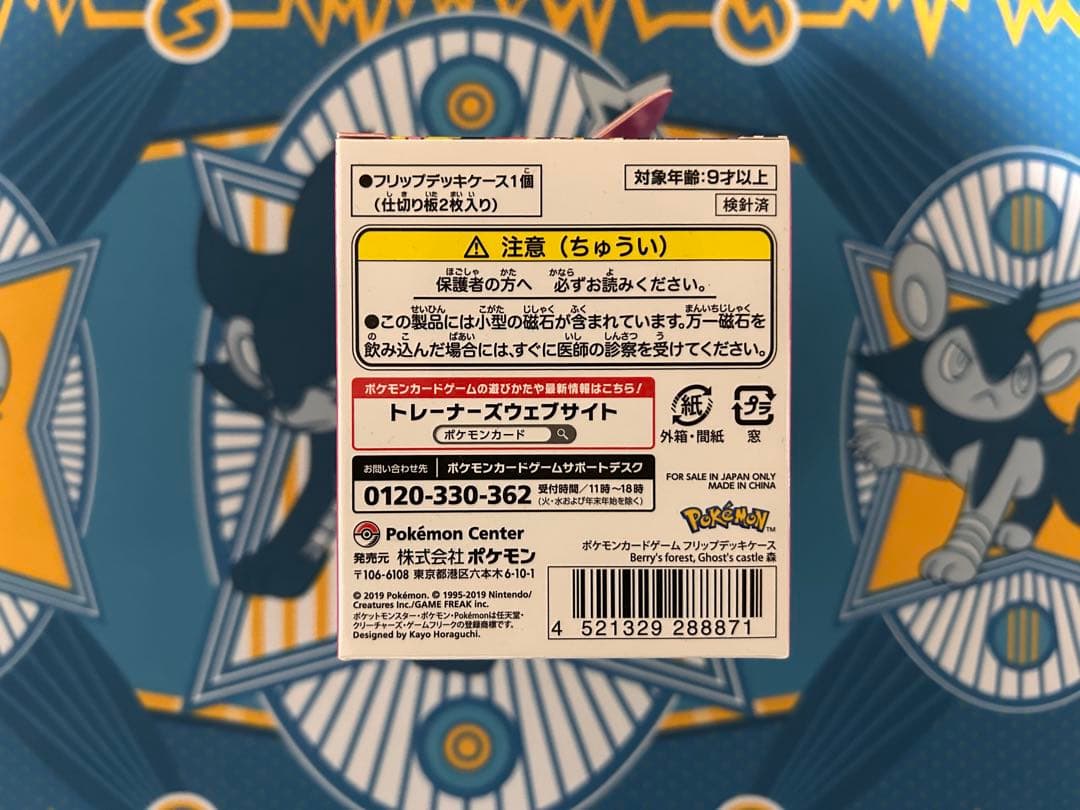 ●フリップデッキケース1個
(仕切り板2枚入り)
対象年齢:9才以上
検針済
⚠ 注意（ちゅうい）
保護者の方へ 必ずお読みください。
●この製品には小型の磁石が含まれています。万一磁石を
飲み込んだ場合には、すぐに医師の診察を受けてください。
ポケモンカードゲームの遊びかたや最新情報はこちら!
トレーナーズウェブサイト
ポケモンカード
紙
外箱・間紙
プラ
窓
お問い合わせ先 ポケモンカードゲームサポートデスク
0120-330-362 受付時間/11時〜18時
(火・水および年末年始を除く)
FOR SALE IN JAPAN ONLY
MADE IN CHINA
Pokémon Center
発売元 株式会社 ポケモン
〒106-6108 東京都港区六本木6-10-1
© 2019 Pokémon. © 1995-2019 Nintendo/
Creatures Inc./GAME FREAK inc.
ポケットモンスター・ポケモン・Pokémonは任天堂・
クリーチャーズ・ゲームフリークの登録商標です。
Designed by Kayo Horaguchi.
POKéMON™
ポケモンカードゲーム フリップデッキケース
Berry's forest, Ghost's castle 森
4 521329 288871